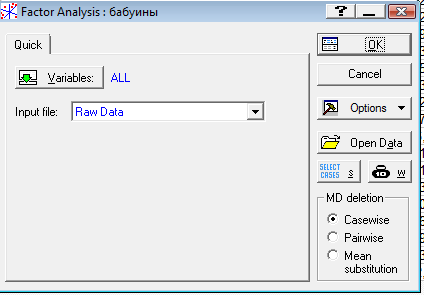 Factor Analysis : бабуины
Quick
Variables: ALL
Input file: Raw Data
OK
Cancel
Options
Open Data
SELECT CASES S
W
MD deletion
Casewise
Pairwise
Mean
substitution